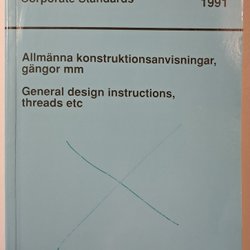 Corporate Standards
1991
Allmänna konstruktionsanvisningar,
gängor mm
General design instructions,
threads etc